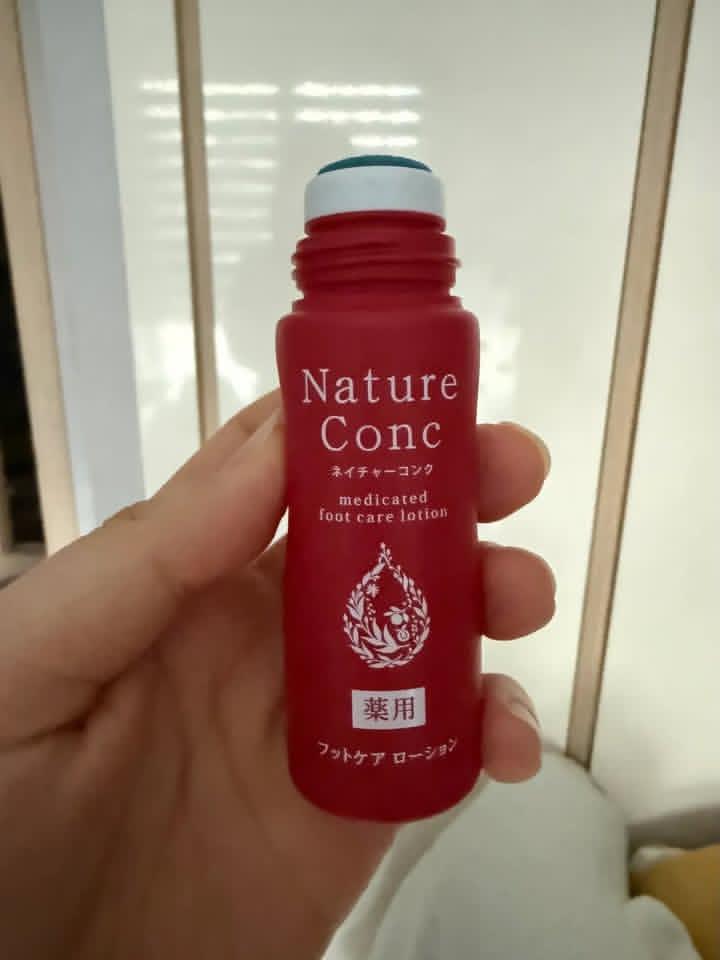 Nature
Conc
ネイチャーコンク
medicated
foot care lotion
薬用
フットケア ローション